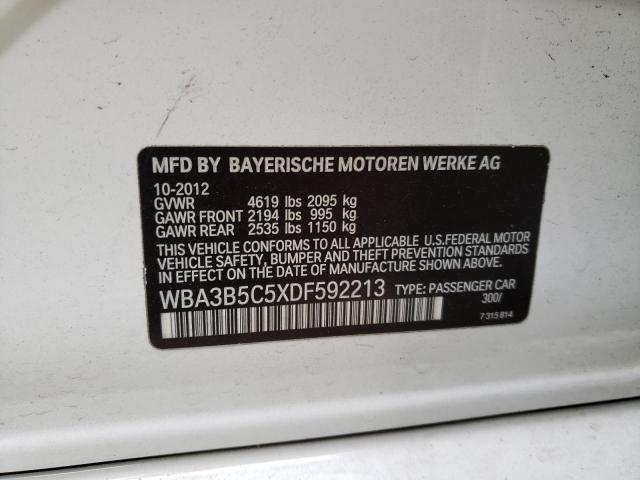 MFD BY BAYERISCHE MOTOREN WERKE AG
10-2012
GVWR 4619 lbs 2095 kg
GAWR FRONT 2194 lbs 995 kg
GAWR REAR 2535 lbs 1150 kg
THIS VEHICLE CONFORMS TO ALL APPLICABLE U.S.FEDERAL MOTOR
VEHICLE SAFETY, BUMPER, AND THEFT PREVENTION STANDARDS
IN EFFECT ON THE DATE OF MANUFACTURE SHOWN ABOVE.
WBA3B5C5XDF592213 TYPE: PASSENGER CAR
300/
7 315 814